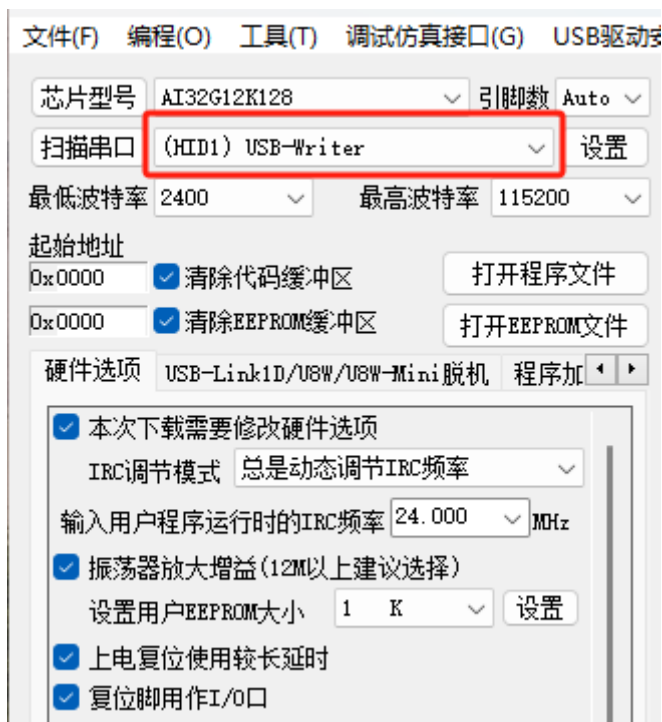 文件(F) 编程(O) 工具(T) 调试仿真接口(G) USB驱动
芯片型号 AI32G12K128 引脚数 Auto
扫描串口 (HID1) USB-Writer 设置
最低波特率 2400 最高波特率 115200
起始地址
0x0000 清除代码缓冲区 打开程序文件
0x0000 清除EEPROM缓冲区 打开EEPROM文件
硬件选项 USB-Link1D/U8W/U8W-Mini脱机 程序加
本次下载需要修改硬件选项
IRC调节模式 总是动态调节IRC频率
输入用户程序运行时的IRC频率 24.000 MHz
振荡器放大增益(12M以上建议选择)
设置用户EEPROM大小 1 K 设置
上电复位使用较长延时
复位脚用作I/O口